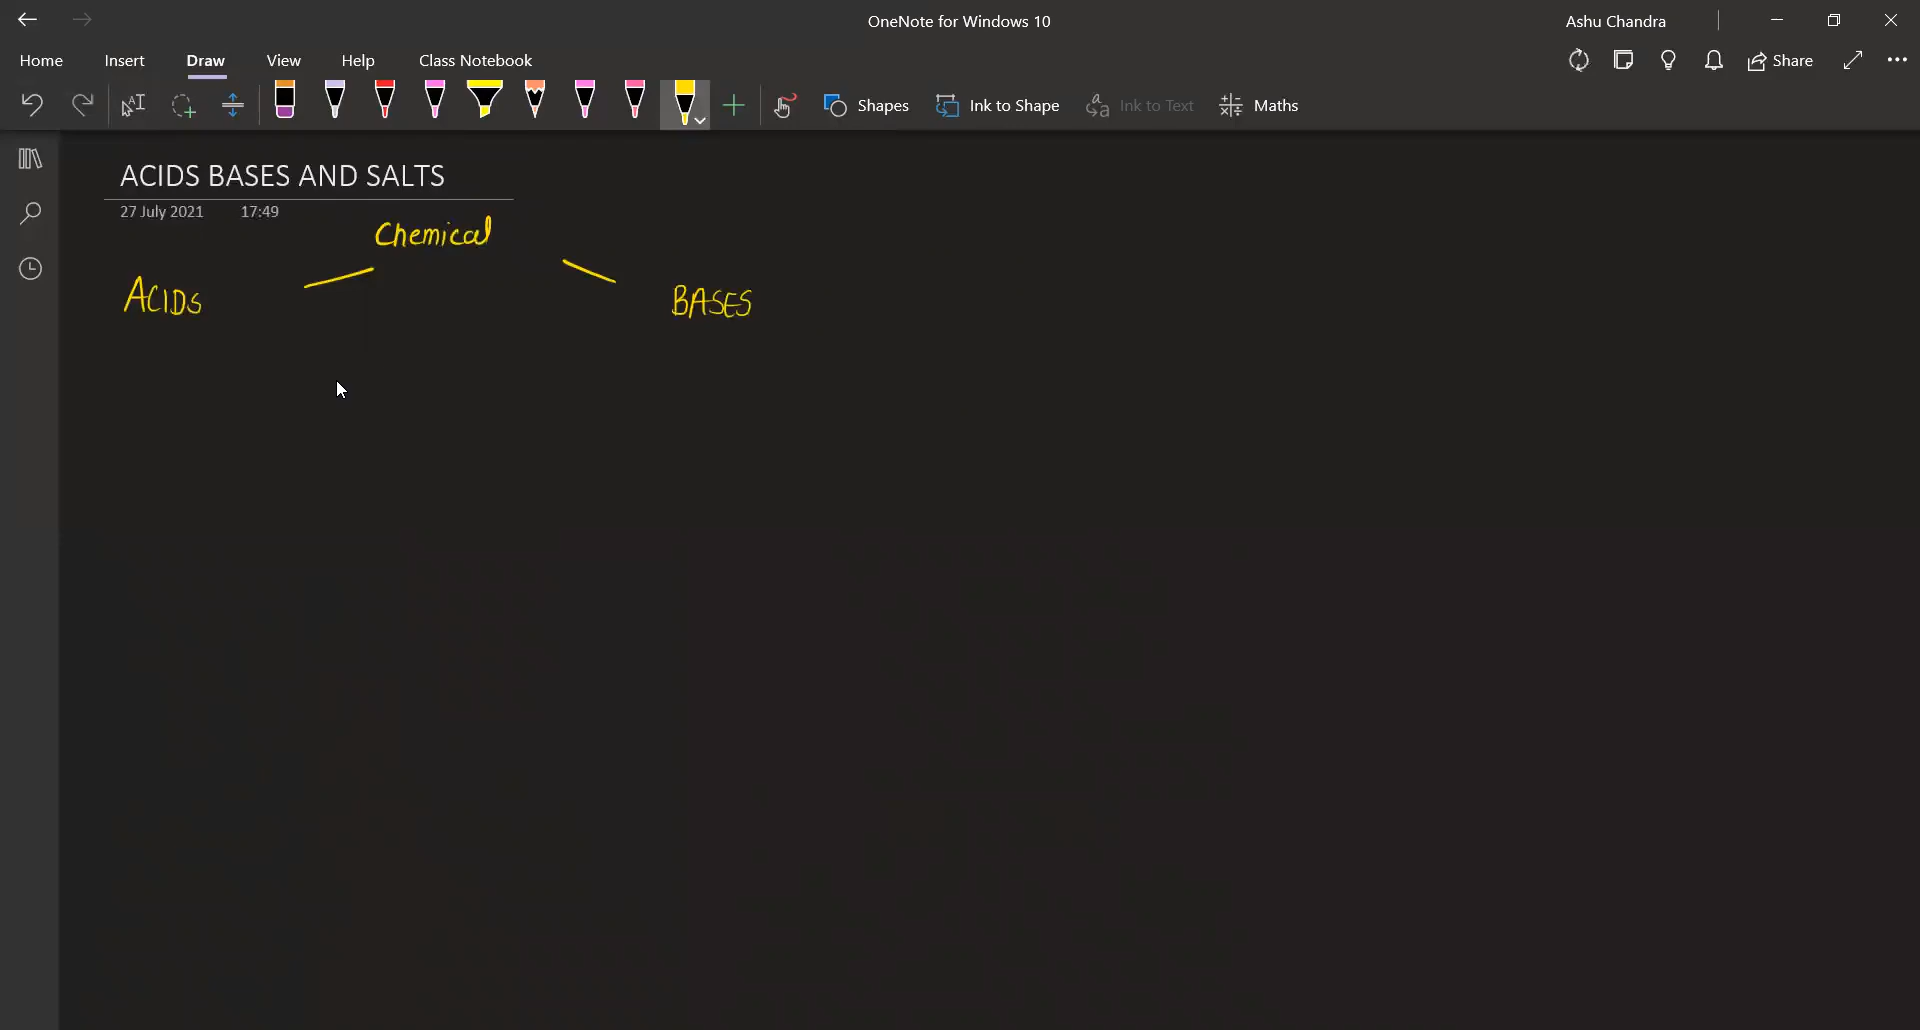 OneNote for Windows 10
Ashu Chandra
Home Insert Draw View Help Class Notebook
Share
Shapes Ink to Shape Ink to Text Maths
ACIDS BASES AND SALTS
27 July 2021 17:49
Chemical
ACIDS BASES